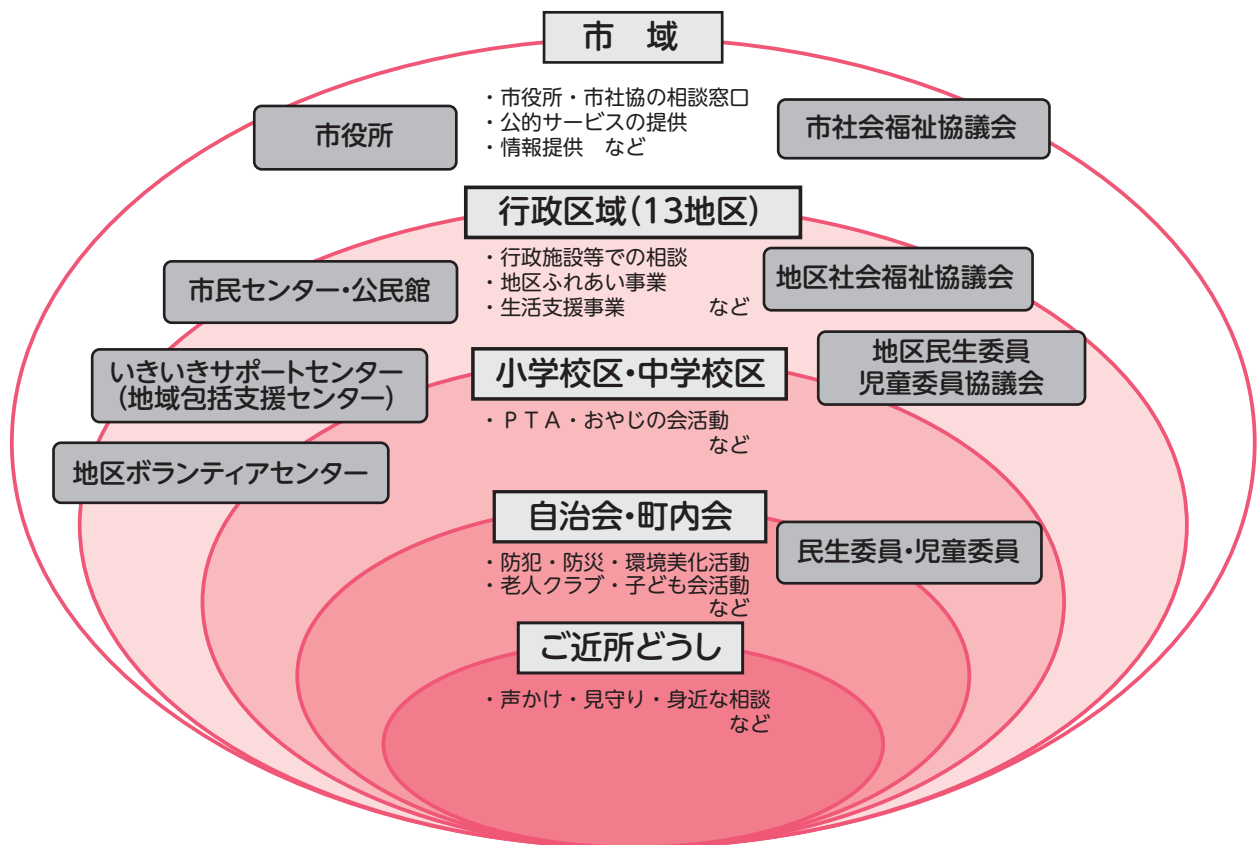 市　域
市役所
・市役所・市社協の相談窓口
・公的サービスの提供
・情報提供　など
市社会福祉協議会
行政区域(13地区)
市民センター・公民館
・行政施設等での相談
・地区ふれあい事業
・生活支援事業　　　　など
地区社会福祉協議会
いきいきサポートセンター
(地域包括支援センター)
小学校区・中学校区
・ＰＴＡ・おやじの会活動
など
地区民生委員
児童委員協議会
地区ボランティアセンター
自治会・町内会
・防犯・防災・環境美化活動
・老人クラブ・子ども会活動
など
民生委員・児童委員
ご近所どうし
・声かけ・見守り・身近な相談
など